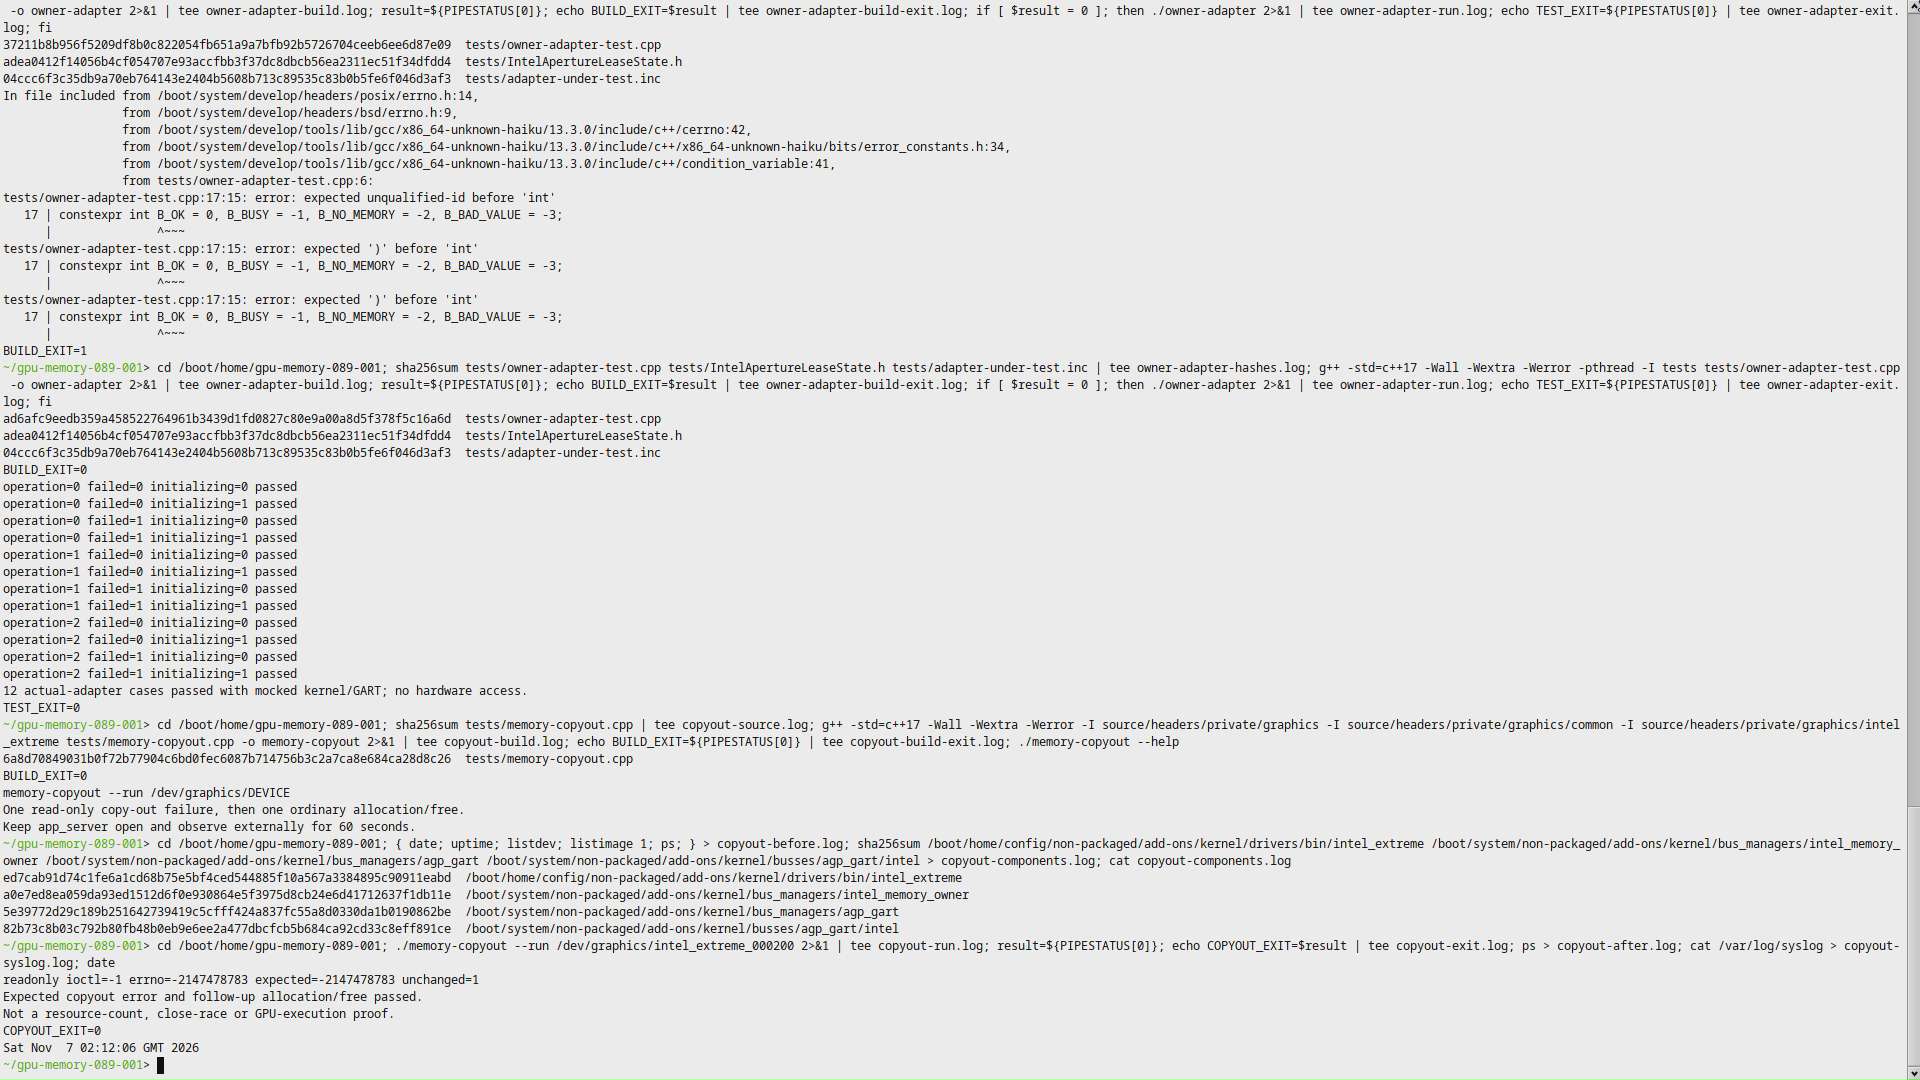 -o owner-adapter 2>&1 | tee owner-adapter-build.log; result=${PIPESTATUS[0]}; echo BUILD_EXIT=$result | tee owner-adapter-build-exit.log; if [ $result = 0 ]; then ./owner-adapter 2>&1 | tee owner-adapter-run.log; echo TEST_EXIT=${PIPESTATUS[0]} | tee owner-adapter-exit.
log; fi
37211b8b956f5209df8b0c822054fb651a9a7bfb92b5726704ceeb6ee6d87e09  tests/owner-adapter-test.cpp
adea0412f14056b4cf054707e93accfbb3f37dc8dbcb56ea2311ec51f34dfdd4  tests/IntelApertureLeaseState.h
04ccc6f3c35db9a70eb764143e2404b5608b713c89535c83b0b5fe6f046d3af3  tests/adapter-under-test.inc
In file included from /boot/system/develop/headers/posix/errno.h:14,
                 from /boot/system/develop/headers/bsd/errno.h:9,
                 from /boot/system/develop/tools/lib/gcc/x86_64-unknown-haiku/13.3.0/include/c++/cerrno:42,
                 from /boot/system/develop/tools/lib/gcc/x86_64-unknown-haiku/13.3.0/include/c++/x86_64-unknown-haiku/bits/error_constants.h:34,
                 from /boot/system/develop/tools/lib/gcc/x86_64-unknown-haiku/13.3.0/include/c++/condition_variable:41,
                 from tests/owner-adapter-test.cpp:6:
tests/owner-adapter-test.cpp:17:15: error: expected unqualified-id before 'int'
   17 | constexpr int B_OK = 0, B_BUSY = -1, B_NO_MEMORY = -2, B_BAD_VALUE = -3;
      |               ^~~~
tests/owner-adapter-test.cpp:17:15: error: expected ')' before 'int'
   17 | constexpr int B_OK = 0, B_BUSY = -1, B_NO_MEMORY = -2, B_BAD_VALUE = -3;
      |               ^~~~
tests/owner-adapter-test.cpp:17:15: error: expected ')' before 'int'
   17 | constexpr int B_OK = 0, B_BUSY = -1, B_NO_MEMORY = -2, B_BAD_VALUE = -3;
      |               ^~~~
BUILD_EXIT=1
~/gpu-memory-089-001> cd /boot/home/gpu-memory-089-001; sha256sum tests/owner-adapter-test.cpp tests/IntelApertureLeaseState.h tests/adapter-under-test.inc | tee owner-adapter-hashes.log; g++ -std=c++17 -Wall -Wextra -Werror -pthread -I tests tests/owner-adapter-test.cpp
 -o owner-adapter 2>&1 | tee owner-adapter-build.log; result=${PIPESTATUS[0]}; echo BUILD_EXIT=$result | tee owner-adapter-build-exit.log; if [ $result = 0 ]; then ./owner-adapter 2>&1 | tee owner-adapter-run.log; echo TEST_EXIT=${PIPESTATUS[0]} | tee owner-adapter-exit.
log; fi
ad6afc9eedb359a458522764961b3439d1fd0827c80e9a00a8d5f378f5c16a6d  tests/owner-adapter-test.cpp
adea0412f14056b4cf054707e93accfbb3f37dc8dbcb56ea2311ec51f34dfdd4  tests/IntelApertureLeaseState.h
04ccc6f3c35db9a70eb764143e2404b5608b713c89535c83b0b5fe6f046d3af3  tests/adapter-under-test.inc
BUILD_EXIT=0
operation=0 failed=0 initializing=0 passed
operation=0 failed=0 initializing=1 passed
operation=0 failed=1 initializing=0 passed
operation=0 failed=1 initializing=1 passed
operation=1 failed=0 initializing=0 passed
operation=1 failed=0 initializing=1 passed
operation=1 failed=1 initializing=0 passed
operation=1 failed=1 initializing=1 passed
operation=2 failed=0 initializing=0 passed
operation=2 failed=0 initializing=1 passed
operation=2 failed=1 initializing=0 passed
operation=2 failed=1 initializing=1 passed
12 actual-adapter cases passed with mocked kernel/GART; no hardware access.
TEST_EXIT=0
~/gpu-memory-089-001> cd /boot/home/gpu-memory-089-001; sha256sum tests/memory-copyout.cpp | tee copyout-source.log; g++ -std=c++17 -Wall -Wextra -Werror -I source/headers/private/graphics -I source/headers/private/graphics/common -I source/headers/private/graphics/intel
_extreme tests/memory-copyout.cpp -o memory-copyout 2>&1 | tee copyout-build.log; echo BUILD_EXIT=${PIPESTATUS[0]} | tee copyout-build-exit.log; ./memory-copyout --help
6a8d70849031b0f72b77904c6bd0fec6087b714756b3c2a7ca8e684ca28d8c26  tests/memory-copyout.cpp
BUILD_EXIT=0
memory-copyout --run /dev/graphics/DEVICE
One read-only copy-out failure, then one ordinary allocation/free.
Keep app_server open and observe externally for 60 seconds.
~/gpu-memory-089-001> cd /boot/home/gpu-memory-089-001; { date; uptime; listdev; listimage 1; ps; } > copyout-before.log; sha256sum /boot/home/config/non-packaged/add-ons/kernel/drivers/bin/intel_extreme /boot/system/non-packaged/add-ons/kernel/bus_managers/intel_memory_
owner /boot/system/non-packaged/add-ons/kernel/bus_managers/agp_gart /boot/system/non-packaged/add-ons/kernel/busses/agp_gart/intel > copyout-components.log; cat copyout-components.log
ed7cab91d74c1fe6a1cd68b75e5bf4ced544885f10a567a3384895c90911eabd  /boot/home/config/non-packaged/add-ons/kernel/drivers/bin/intel_extreme
a0e7ed8ea059da93ed1512d6f0e930864e5f3975d8cb24e6d41712637f1db11e  /boot/system/non-packaged/add-ons/kernel/bus_managers/intel_memory_owner
5e39772d29c189b251642739419c5cfff424a837fc55a8d0330da1b0190862be  /boot/system/non-packaged/add-ons/kernel/bus_managers/agp_gart
82b73c8b03c792b80fb48b0eb9e6ee2a477dbcfcb5b684ca92cd33c8eff891ce  /boot/system/non-packaged/add-ons/kernel/busses/agp_gart/intel
~/gpu-memory-089-001> cd /boot/home/gpu-memory-089-001; ./memory-copyout --run /dev/graphics/intel_extreme_000200 2>&1 | tee copyout-run.log; result=${PIPESTATUS[0]}; echo COPYOUT_EXIT=$result | tee copyout-exit.log; ps > copyout-after.log; cat /var/log/syslog > copyout-
syslog.log; date
readonly ioctl=-1 errno=-2147478783 expected=-2147478783 unchanged=1
Expected copyout error and follow-up allocation/free passed.
Not a resource-count, close-race or GPU-execution proof.
COPYOUT_EXIT=0
Sat Nov  7 02:12:06 GMT 2026
~/gpu-memory-089-001>